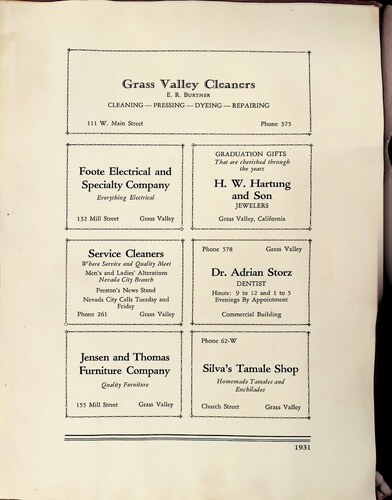 Grass Valley Cleaners
E. R. Burtner
CLEANING — PRESSING — DYEING — REPAIRING
111 W. Main Street Phone 575
Foote Electrical and
Specialty Company
Everything Electrical
132 Mill Street Grass Valley
GRADUATION GIFTS
That are cherished through
the years
H. W. Hartung
and Son
JEWELERS
Grass Valley, California
Service Cleaners
Where Service and Quality Meet
Men's and Ladies' Alterations
Nevada City Branch
Preston's News Stand
Nevada City Calls Tuesday and
Friday
Phone 261 Grass Valley
Phone 578 Grass Valley
Dr. Adrian Storz
DENTIST
Hours: 9 to 12 and 1 to 5
Evenings By Appointment
Commercial Building
Jensen and Thomas
Furniture Company
Quality Furniture
155 Mill Street Grass Valley
Phone 62-W
Silva's Tamale Shop
Homemade Tamales and
Enchilades
Church Street Grass Valley
1931